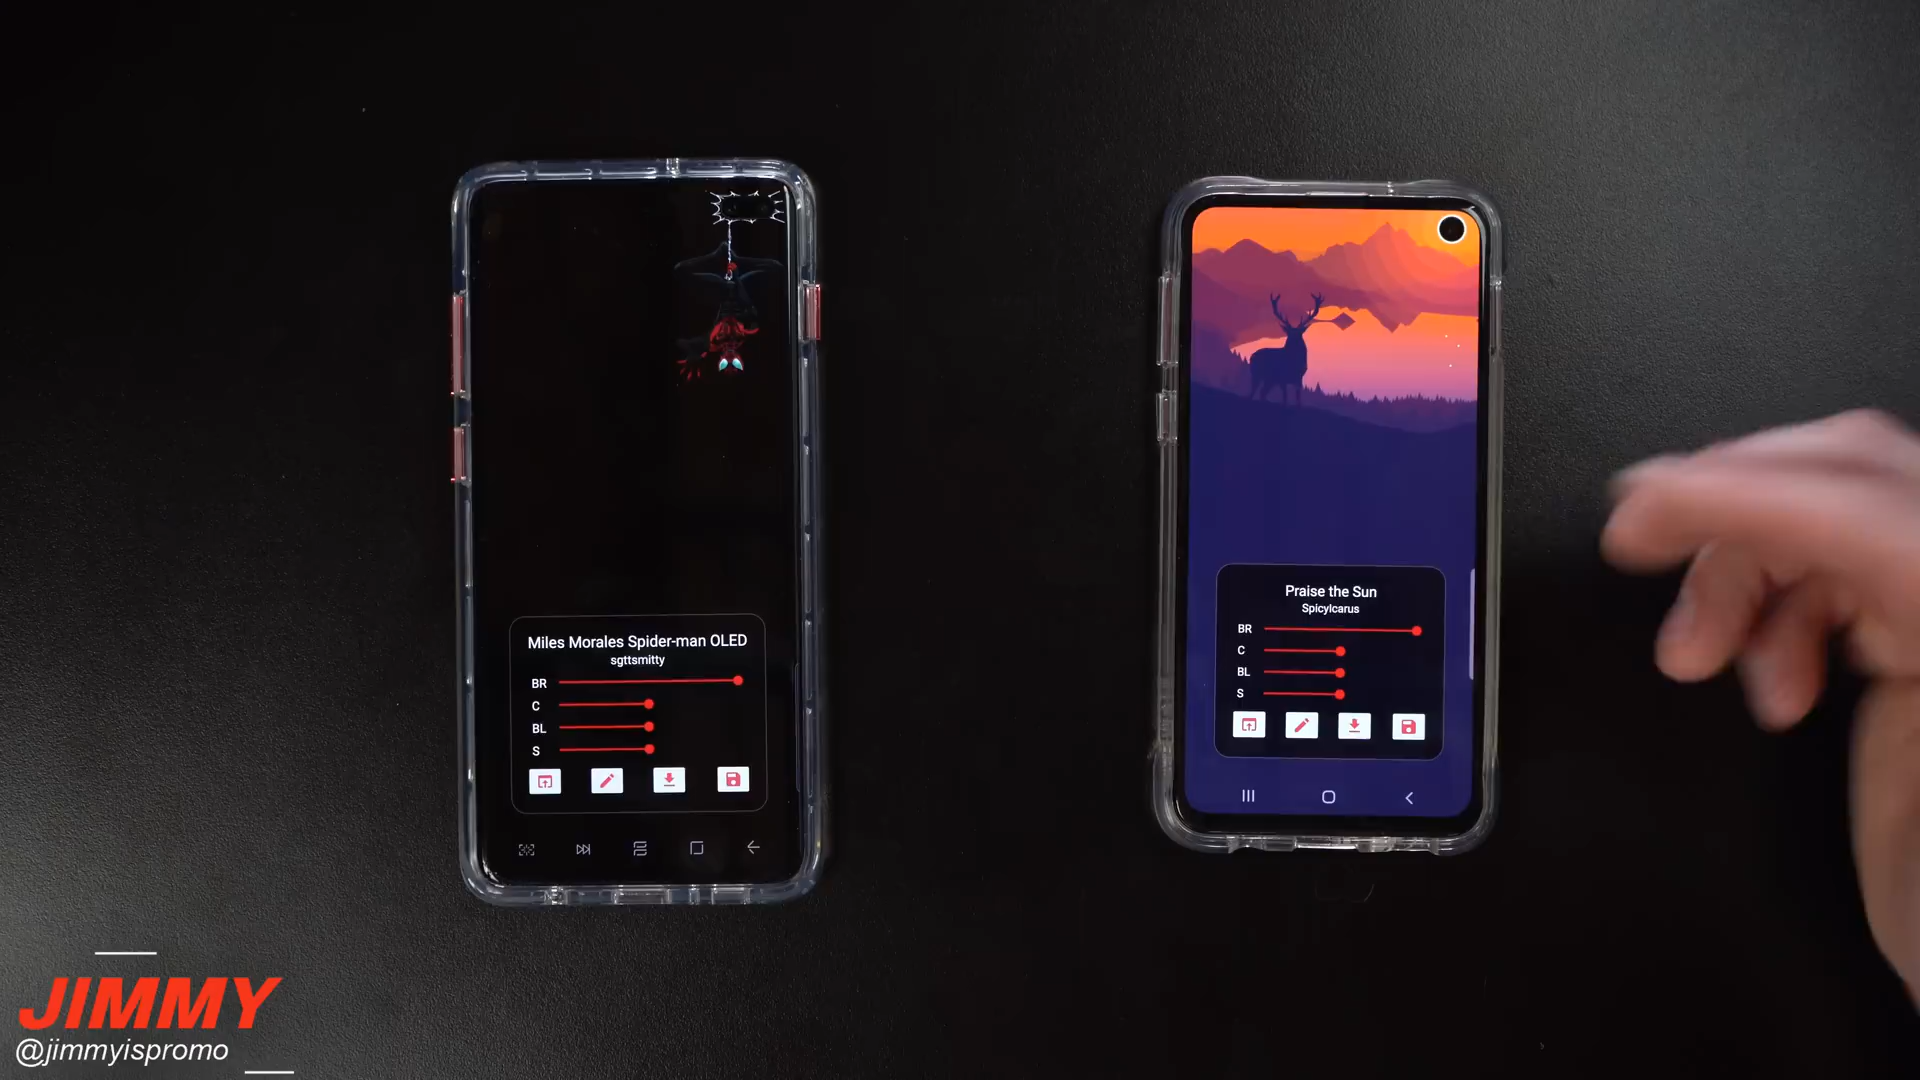 Miles Morales Spider-man OLED
sgttsmitty
BR
C
BL
S
Praise the Sun
SpicyIcarus
BR
C
BL
S
JIMMY
@jimmyispromo